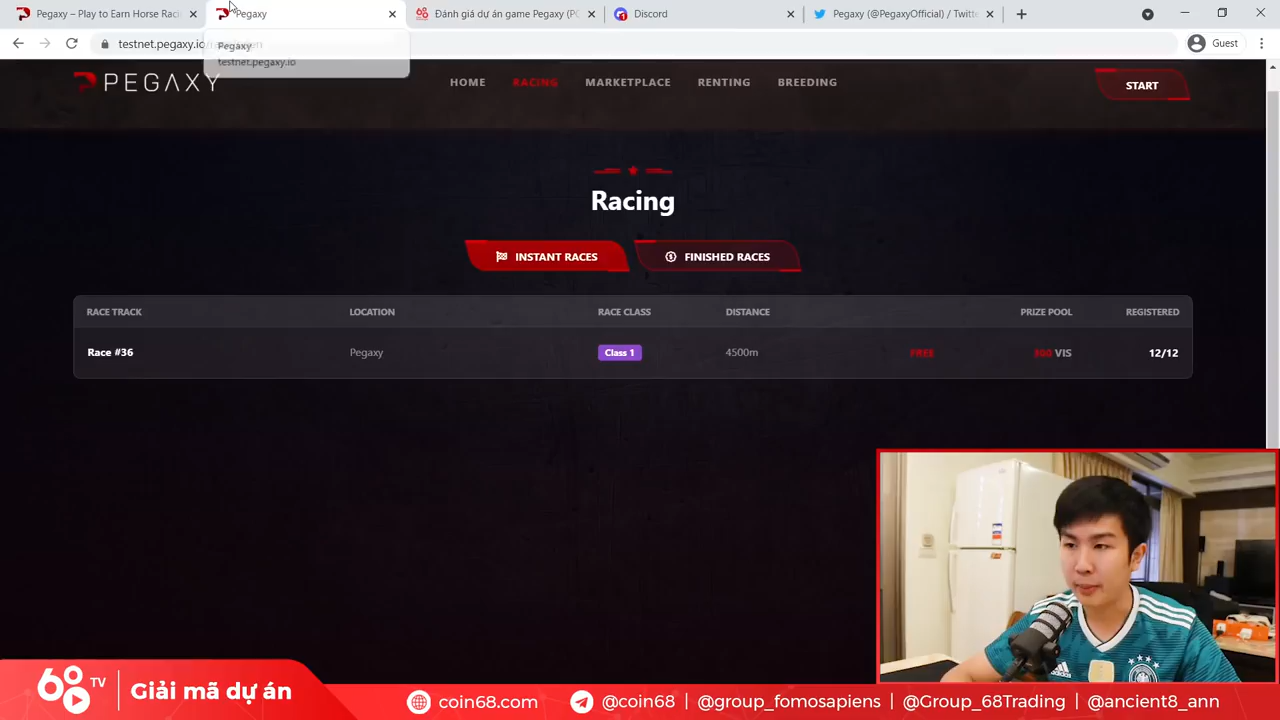 Pegaxy – Play to Earn Horse Raci
Pegaxy
Đánh giá dự án game Pegaxy (PG
Discord
Pegaxy (@PegaxyOfficial) / Twitte
testnet.pegaxy.io
Guest
Pegaxy
testnet.pegaxy.io
PEGAXY
HOME
RACING
MARKETPLACE
RENTING
BREEDING
START
Racing
INSTANT RACES
FINISHED RACES
RACE TRACK LOCATION RACE CLASS DISTANCE PRIZE POOL REGISTERED
Race #36 Pegaxy Class 1 4500m FREE 300 VIS 12/12
68 TV
Giải mã dự án
coin68.com
@coin68 | @group_fomosapiens | @Group_68Trading | @ancient8_ann